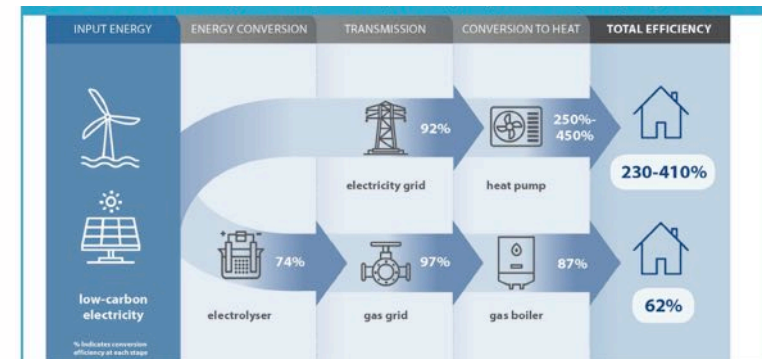 INPUT ENERGY
ENERGY CONVERSION
TRANSMISSION
CONVERSION TO HEAT
TOTAL EFFICIENCY
92%
250%-
450%
electricity grid
heat pump
230-410%
74%
97%
87%
low-carbon
electricity
electrolyser
gas grid
gas boiler
62%
% Indicates conversion
efficiency at each stage